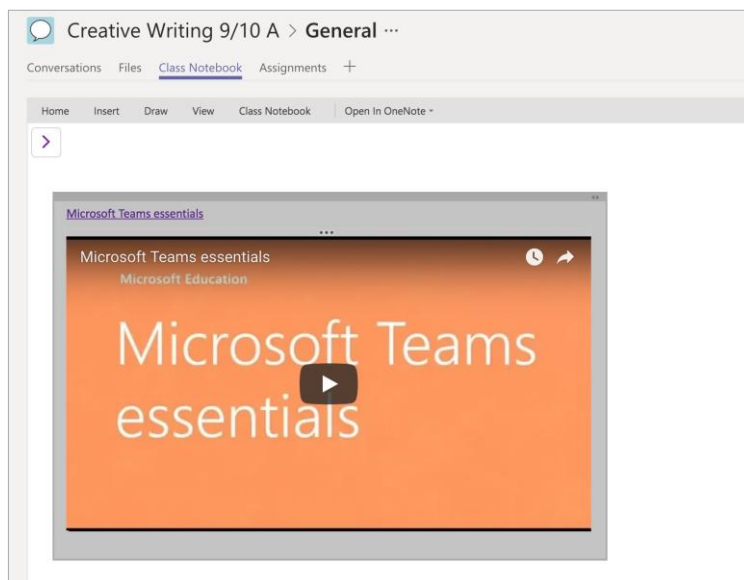 Creative Writing 9/10 A > General ···
Conversations Files Class Notebook Assignments +
Home Insert Draw View Class Notebook Open In OneNote
Microsoft Teams essentials
Microsoft Teams essentials
Microsoft Education
Microsoft Teams
essentials